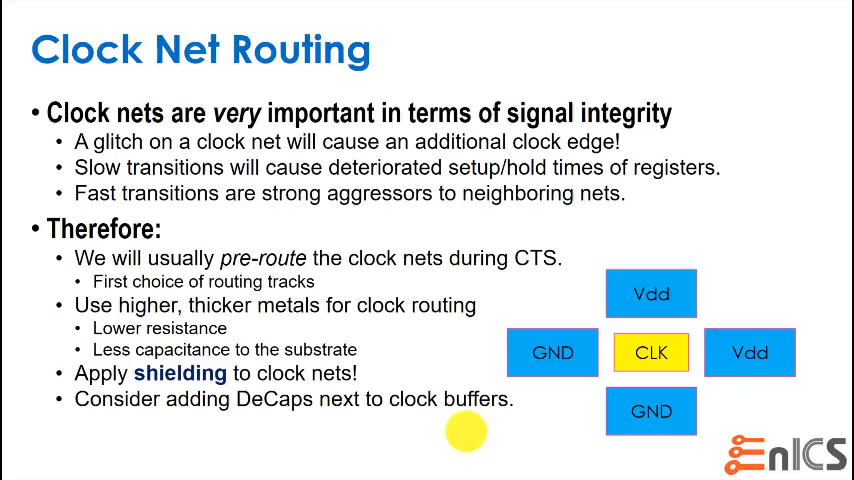 Clock Net Routing
• Clock nets are very important in terms of signal integrity
• A glitch on a clock net will cause an additional clock edge!
• Slow transitions will cause deteriorated setup/hold times of registers.
• Fast transitions are strong aggressors to neighboring nets.
• Therefore:
• We will usually pre-route the clock nets during CTS.
• First choice of routing tracks
• Use higher, thicker metals for clock routing
• Lower resistance
• Less capacitance to the substrate
• Apply shielding to clock nets!
• Consider adding DeCaps next to clock buffers.
Vdd
GND
CLK
Vdd
GND
EnICS